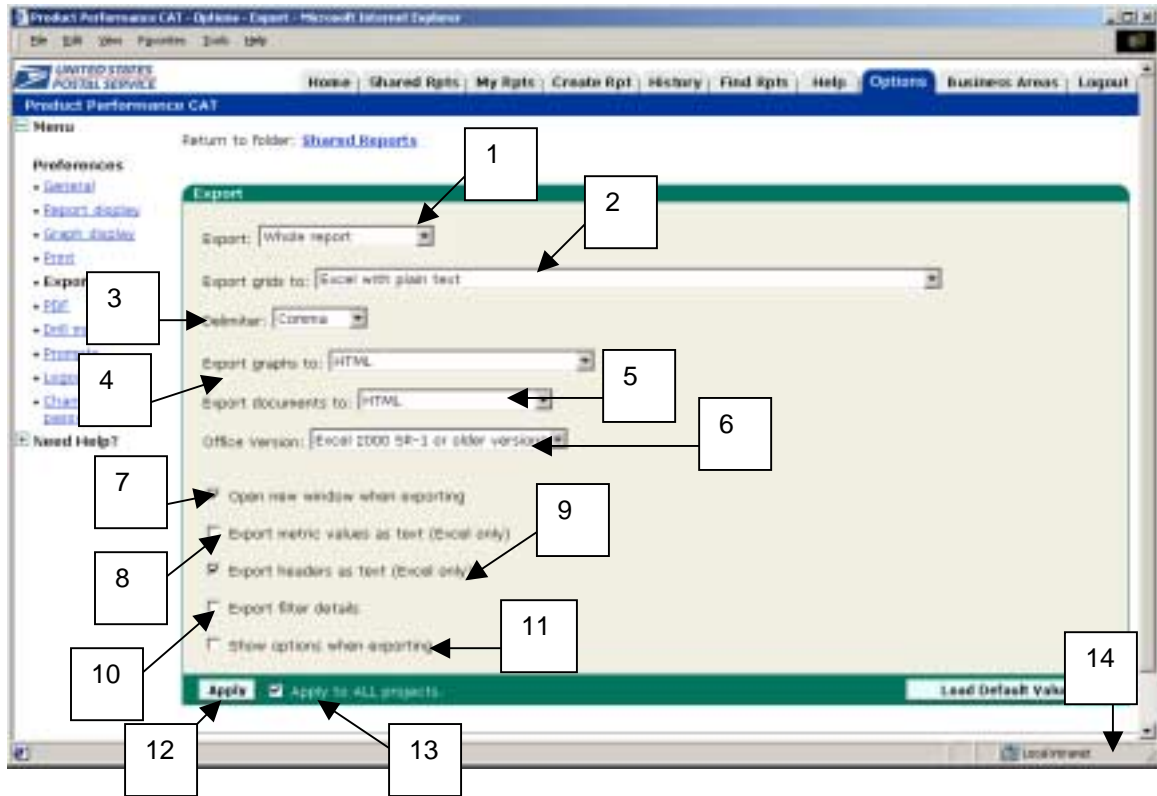 Product Performance CAT - Options - Export - Microsoft Internet Explorer
File Edit View Favorites Tools Help
UNITED STATES
POSTAL SERVICE
Home Shared Rpts My Rpts Create Rpt History Find Rpts Help Options Business Areas Logout
Product Performance CAT
Menu
Return to folder: Shared Reports
Preferences
General
Report display
Graph display
Print
Expor
PDF
Drill
Prompts
Need Help?
Export
Export: Whole report
Export grids to: Excel with plain text
Delimiter: Comma
Export graphs to: HTML
Export documents to: HTML
Office Version: Excel 2000 SR-1 or older version
Open new window when exporting
Export metric values as text (Excel only)
Export headers as text (Excel only)
Export filter details
Show options when exporting
Apply Apply to ALL projects.
Load Default Valu
Local intranet
1
2
3
4
5
6
7
8
9
10
11
12
13
14